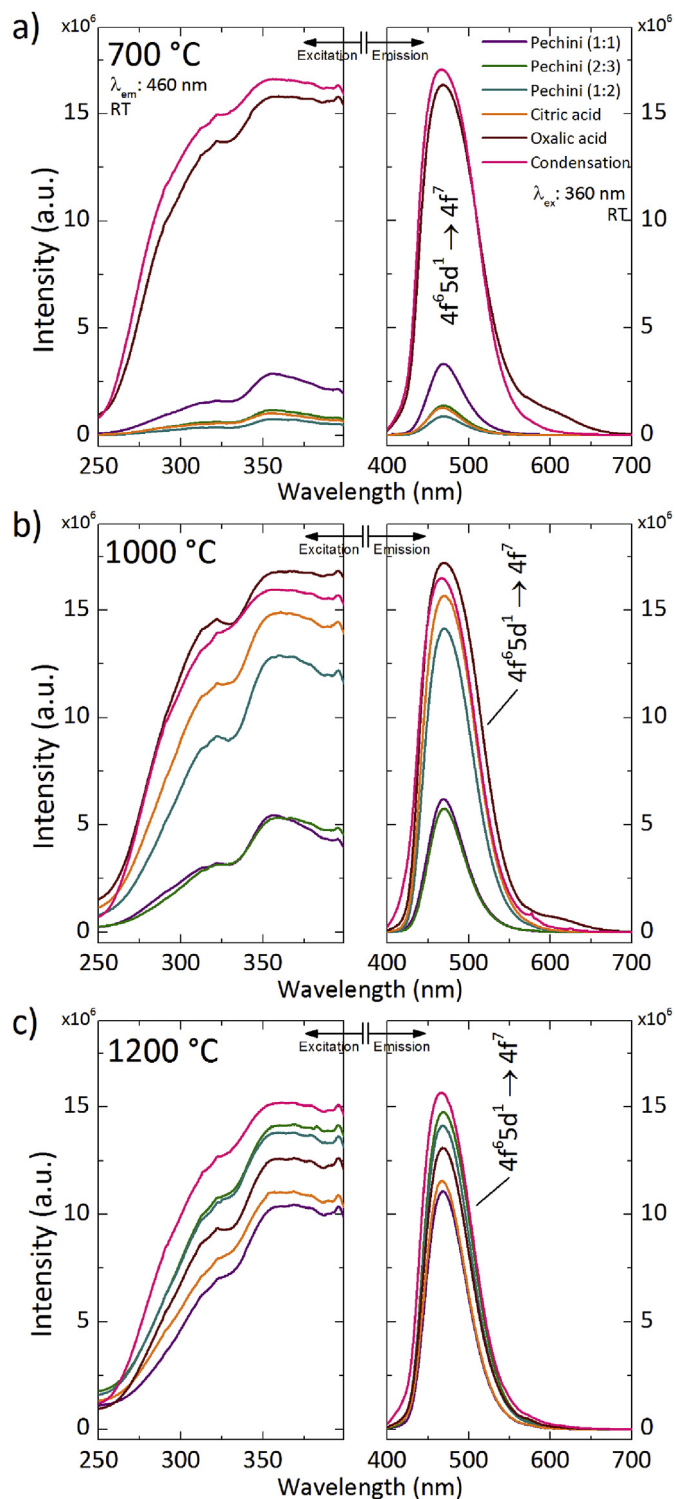 a)
x10⁶
Excitation
Emission
x10⁶
700 °C
λem: 460 nm
RT
Pechini (1:1)
Pechini (2:3)
Pechini (1:2)
Citric acid
Oxalic acid
Condensation
λex: 360 nm
RT
4f⁶5d¹ → 4f⁷
Intensity (a.u.)
15
10
5
0
15
10
5
0
250 300 350 400 500 600 700
Wavelength (nm)
Wavelength (nm)
b)
x10⁶
Excitation
Emission
x10⁶
1000 °C
4f⁶5d¹ → 4f⁷
Intensity (a.u.)
15
10
5
0
15
10
5
0
250 300 350 400 500 600 700
Wavelength (nm)
Wavelength (nm)
c)
x10⁶
Excitation
Emission
x10⁶
1200 °C
4f⁶5d¹ → 4f⁷
Intensity (a.u.)
15
10
5
0
15
10
5
0
250 300 350 400 500 600 700
Wavelength (nm)
Wavelength (nm)